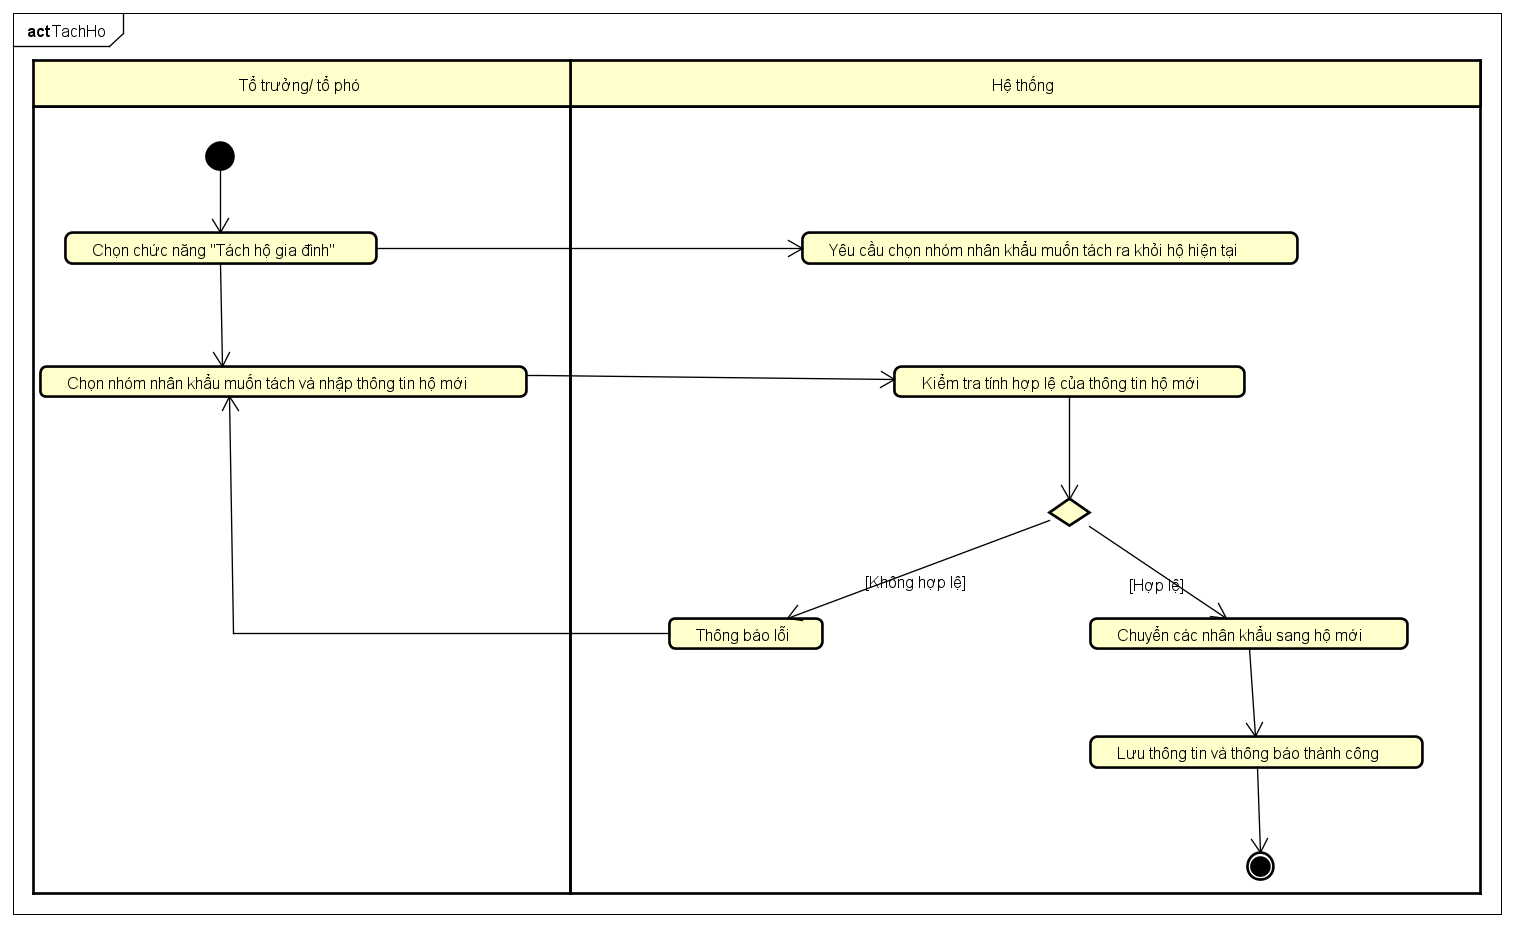 act TachHo
Tổ trưởng/ tổ phó
Hệ thống
Chọn chức năng "Tách hộ gia đình"
Yêu cầu chọn nhóm nhân khẩu muốn tách ra khỏi hộ hiện tại
Chọn nhóm nhân khẩu muốn tách và nhập thông tin hộ mới
Kiểm tra tính hợp lệ của thông tin hộ mới
[Không hợp lệ]
[Hợp lệ]
Thông báo lỗi
Chuyển các nhân khẩu sang hộ mới
Lưu thông tin và thông báo thành công